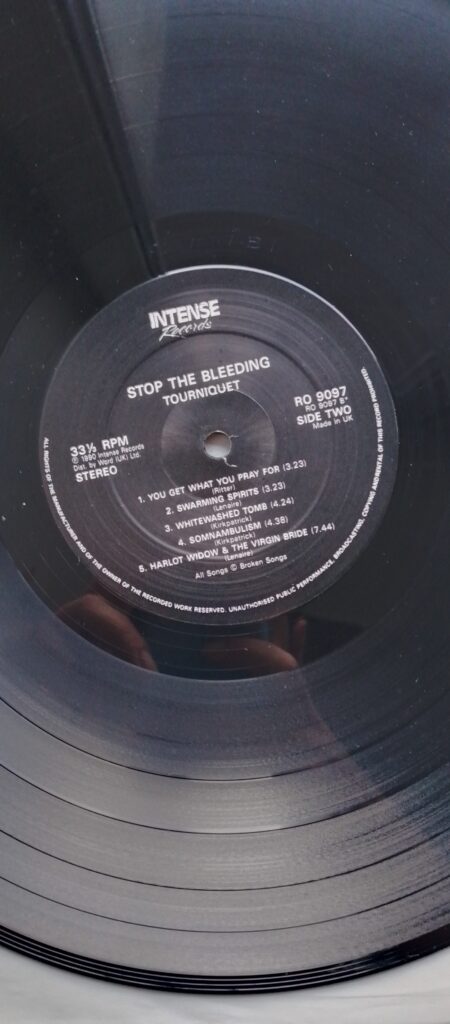 INTENSE
Records
STOP THE BLEEDING
TOURNIQUET
33⅓ RPM
℗ 1990 Intense Records
Dist. by Word (UK) Ltd.
STEREO
RO 9097
RO 9097 B*
SIDE TWO
Made in UK
1. YOU GET WHAT YOU PRAY FOR (3.23)
(Ritter)
2. SWARMING SPIRITS (3.23)
(Lenaire)
3. WHITEWASHED TOMB (4.24)
(Kirkpatrick)
4. SOMNAMBULISM (4.38)
(Kirkpatrick)
5. HARLOT WIDOW & THE VIRGIN BRIDE (7.44)
(Lenaire)
All Songs © Broken Songs
ALL RIGHTS OF THE MANUFACTURER AND OF THE OWNER OF THE RECORDED WORK RESERVED. UNAUTHORISED PUBLIC PERFORMANCE, BROADCASTING, COPYING AND RENTAL OF THIS RECORD PROHIBITED.